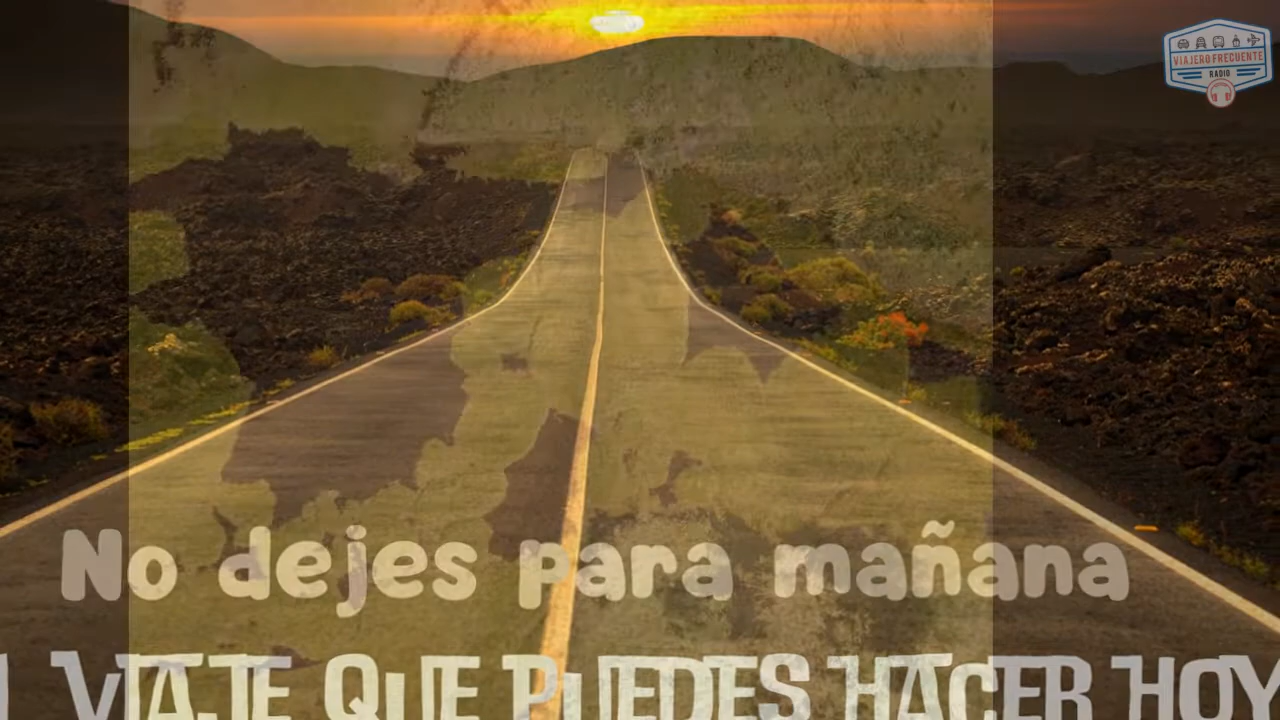 VIAJERO FRECUENTE
RADIO
No dejes para mañana
VIAJE QUE PUEDES HACER HOY